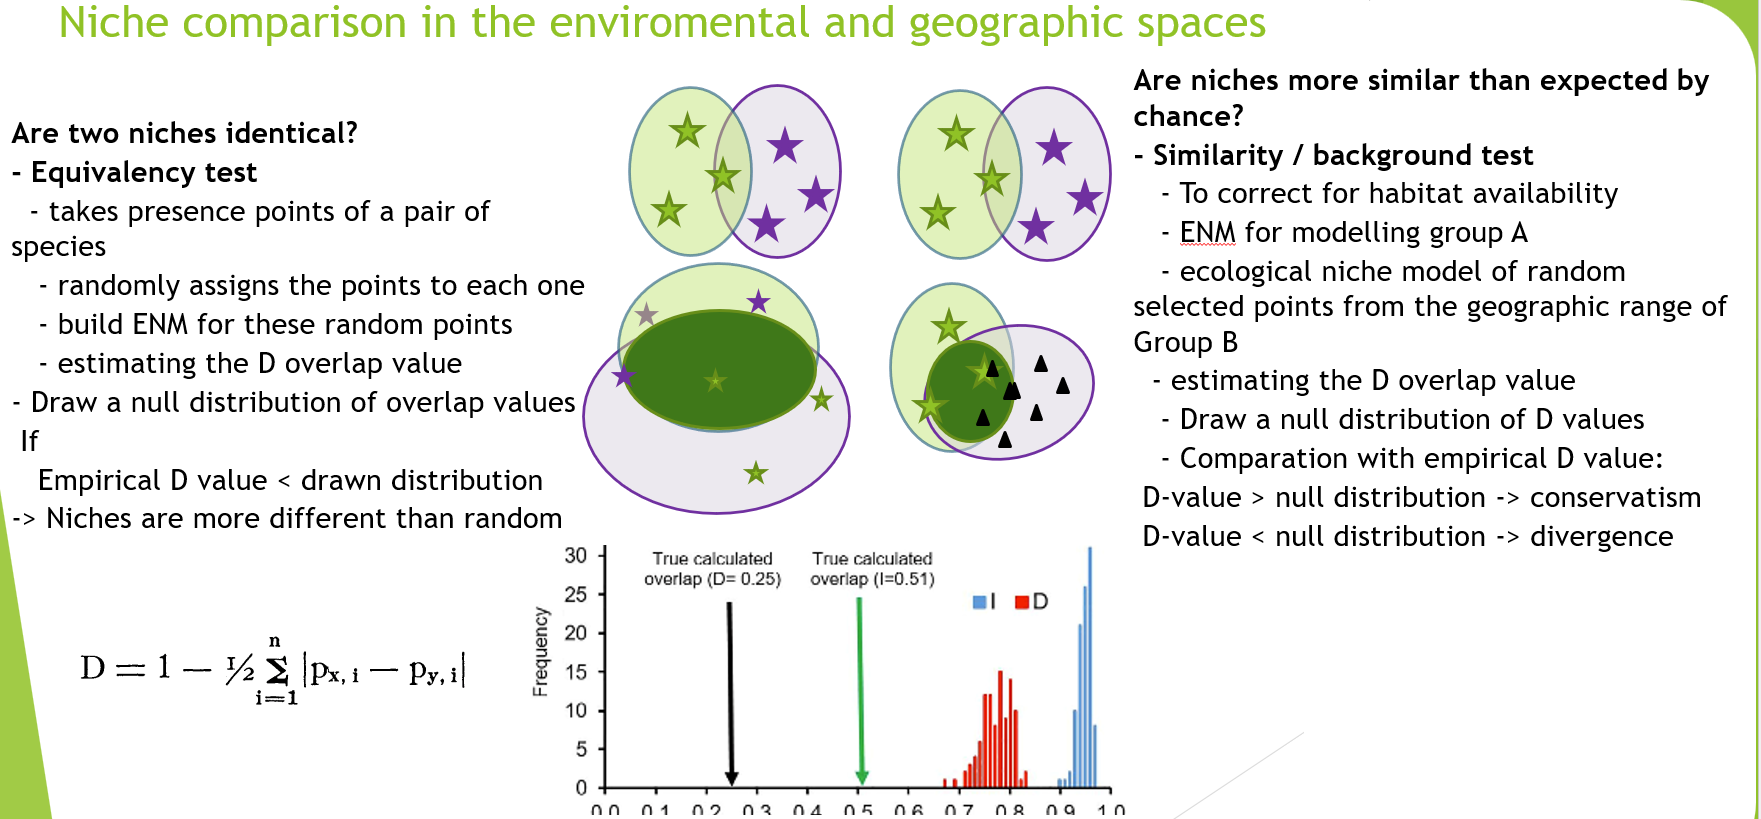 Niche comparison in the enviromental and geographic spaces
Are two niches identical?
- Equivalency test
- takes presence points of a pair of
species
- randomly assigns the points to each one
- build ENM for these random points
- estimating the D overlap value
- Draw a null distribution of overlap values
If
Empirical D value < drawn distribution
-> Niches are more different than random
D = 1 − ½ n Σ i=1 |px, i − py, i|
Are niches more similar than expected by
chance?
- Similarity / background test
- To correct for habitat availability
- ENM for modelling group A
- ecological niche model of random
selected points from the geographic range of
Group B
- estimating the D overlap value
- Draw a null distribution of D values
- Comparation with empirical D value:
D-value > null distribution -> conservatism
D-value < null distribution -> divergence
True calculated
overlap (D= 0.25)
True calculated
overlap (I=0.51)
I D
Frequency
30
25
20
15
10
5
0
0.0 0.1 0.2 0.3 0.4 0.5 0.6 0.7 0.8 0.9 1.0